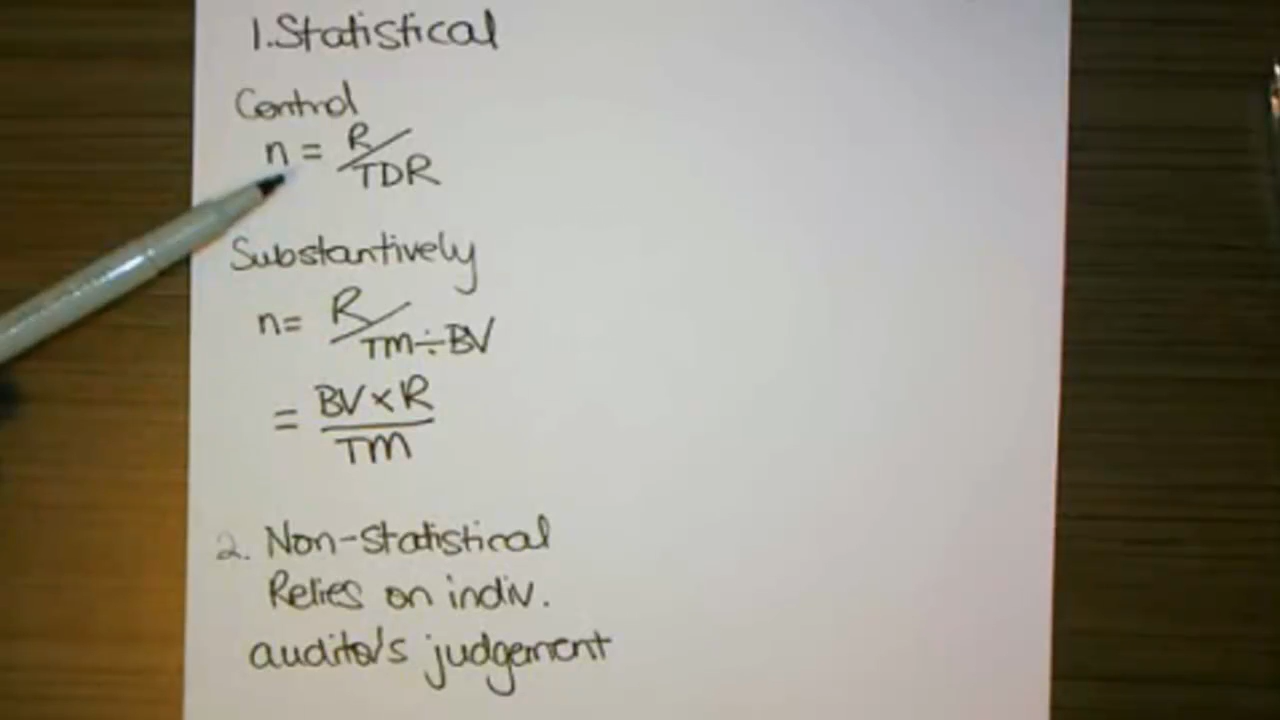 1. Statistical
Control
n = R/TDR
Substantively
n = R/TM÷BV
= BV×R/TM
2. Non-Statistical
Relies on indiv.
auditor's judgement